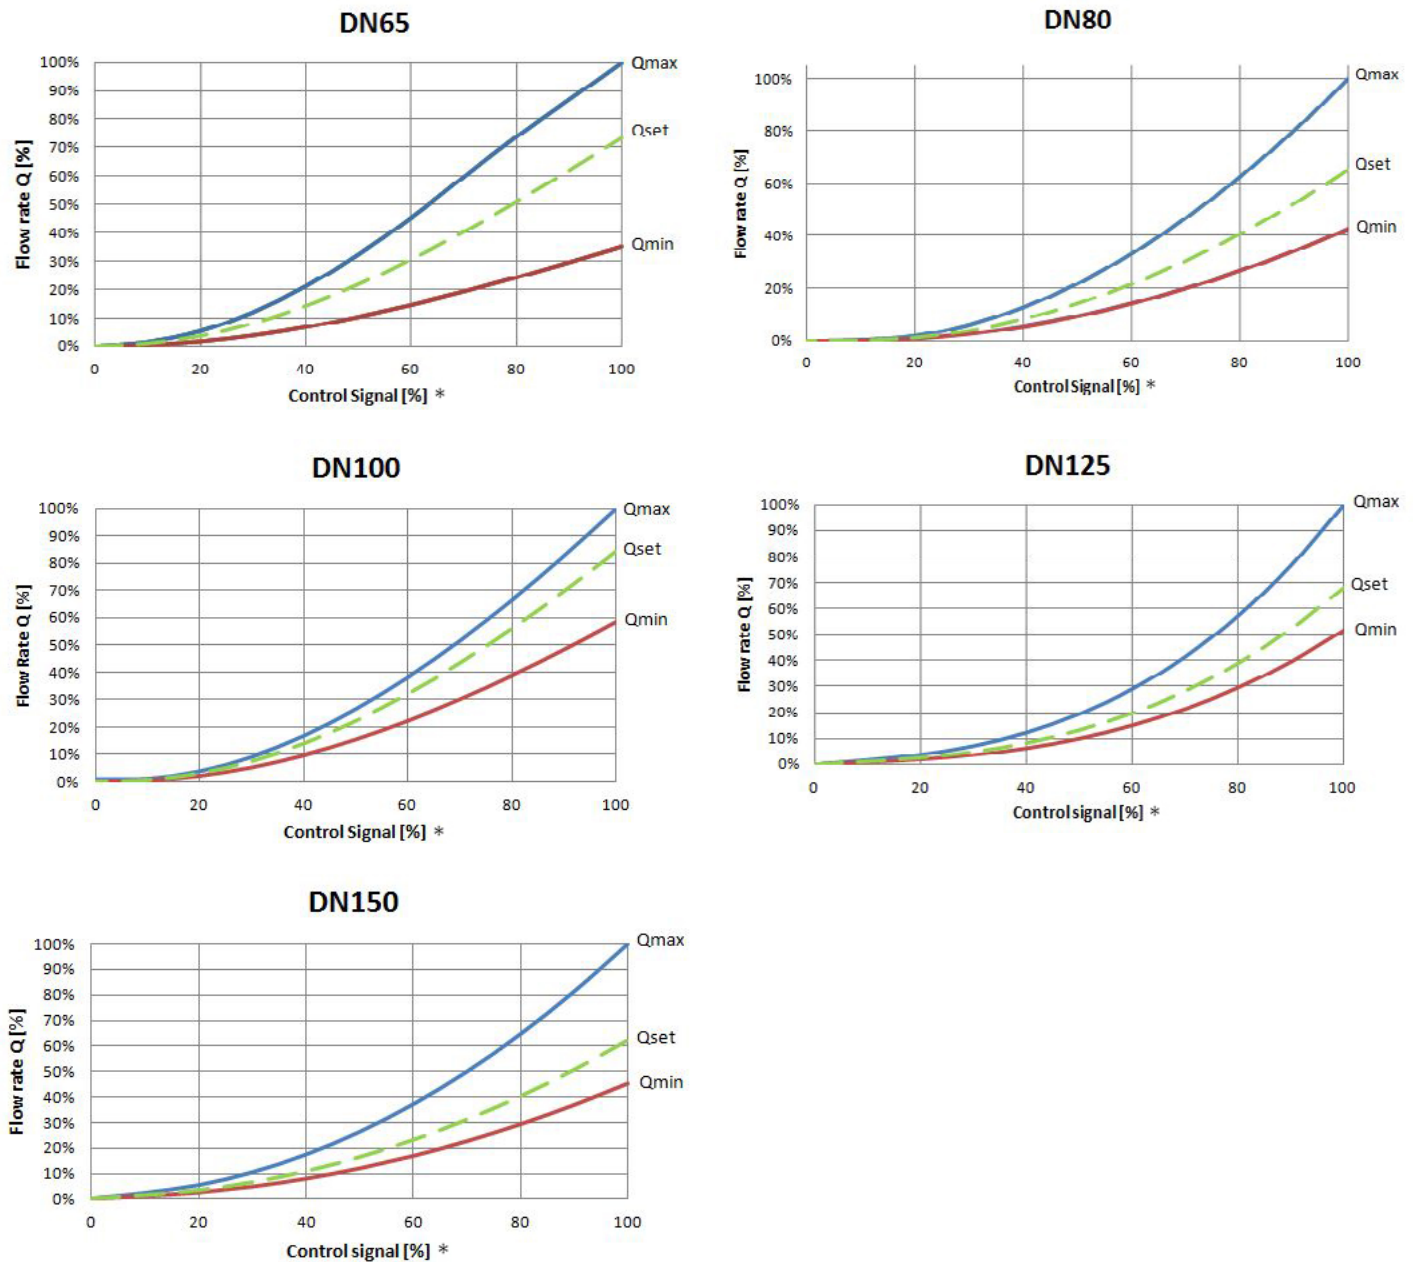 DN65
100%
90%
80%
70%
60%
50%
40%
30%
20%
10%
0%
Flow rate Q [%]
Qmax
Qset
Qmin
0 20 40 60 80 100
Control Signal [%] *
DN80
100%
80%
60%
40%
20%
0%
Flow rate Q [%]
Qmax
Qset
Qmin
0 20 40 60 80 100
Control Signal [%] *
DN100
100%
90%
80%
70%
60%
50%
40%
30%
20%
10%
0%
Flow Rate Q [%]
Qmax
Qset
Qmin
0 20 40 60 80 100
Control Signal [%] *
DN125
100%
90%
80%
70%
60%
50%
40%
30%
20%
10%
0%
Flow rate Q [%]
Qmax
Qset
Qmin
0 20 40 60 80 100
Control signal [%] *
DN150
100%
90%
80%
70%
60%
50%
40%
30%
20%
10%
0%
Flow rate Q [%]
Qmax
Qset
Qmin
0 20 40 60 80 100
Control signal [%] *